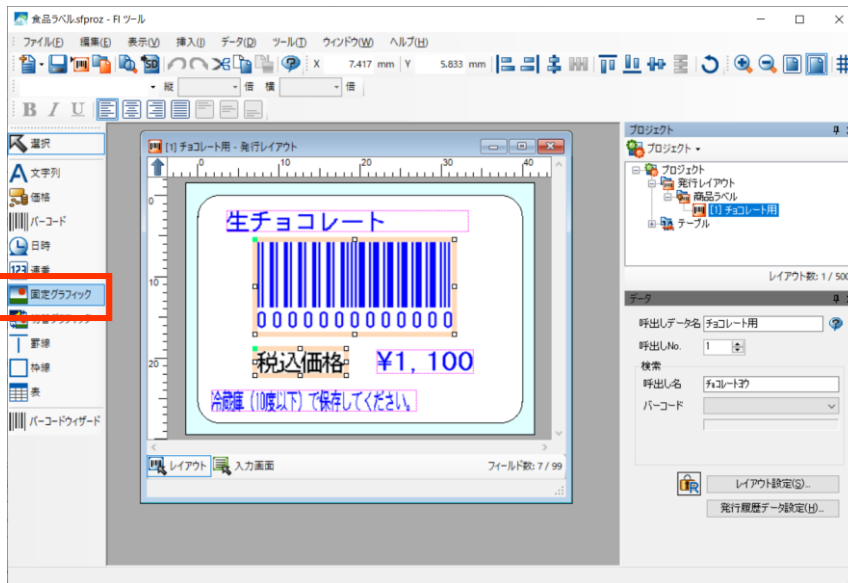 食品ラベル.sfproz - FI ツール
ファイル(F) 編集(E) 表示(V) 挿入(I) データ(D) ツール(T) ウィンドウ(W) ヘルプ(H)
X 7.417 mm Y 5.833 mm
縦 倍 横 倍
B I U
選択
文字列
価格
バーコード
日時
123 連番
固定グラフィック
罫線
枠線
表
バーコードウィザード
[1] チョコレート用 - 発行レイアウト
0 10 20 30 40
0
10
20
生チョコレート
0000000000000
税込価格 ¥1,100
冷蔵庫(10度以下)で保存してください。
レイアウト 入力画面 フィールド数: 7 / 99
プロジェクト
プロジェクト
プロジェクト
発行レイアウト
商品ラベル
[1] チョコレート用
テーブル
レイアウト数: 1 / 500
データ
呼出しデータ名 チョコレート用
呼出しNo. 1
検索
呼出し名 チョコレートヨウ
バーコード
レイアウト設定(S)...
発行履歴データ設定(H)...